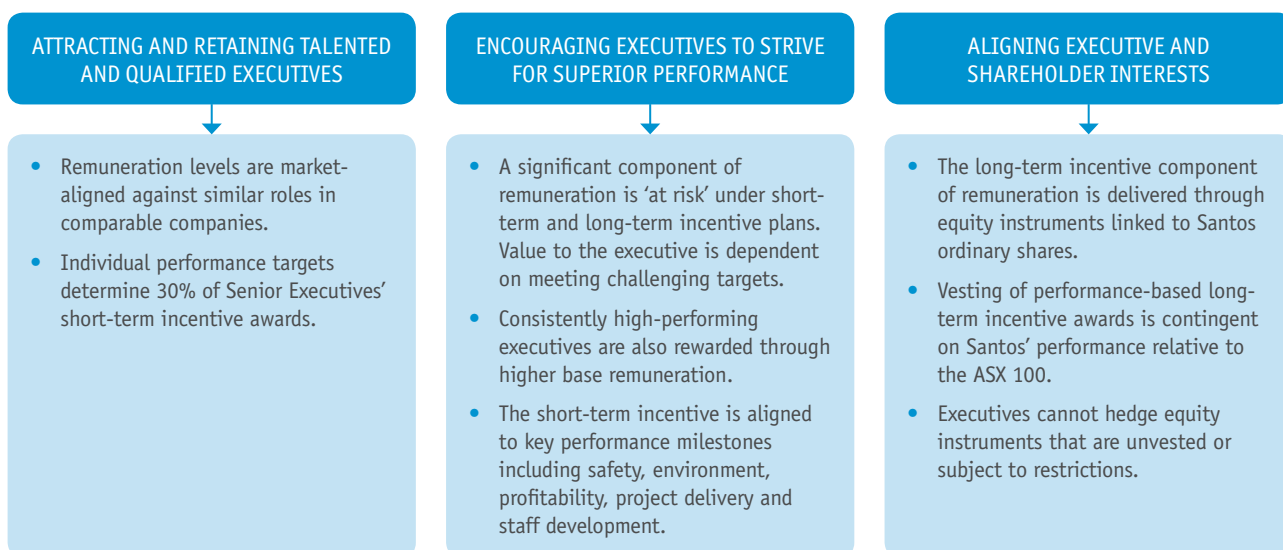 ATTRACTING AND RETAINING TALENTED
AND QUALIFIED EXECUTIVES
• Remuneration levels are market-
aligned against similar roles in
comparable companies.
• Individual performance targets
determine 30% of Senior Executives’
short-term incentive awards.
ENCOURAGING EXECUTIVES TO STRIVE
FOR SUPERIOR PERFORMANCE
• A significant component of
remuneration is ‘at risk’ under short-
term and long-term incentive plans.
Value to the executive is dependent
on meeting challenging targets.
• Consistently high-performing
executives are also rewarded through
higher base remuneration.
• The short-term incentive is aligned
to key performance milestones
including safety, environment,
profitability, project delivery and
staff development.
ALIGNING EXECUTIVE AND
SHAREHOLDER INTERESTS
• The long-term incentive component
of remuneration is delivered through
equity instruments linked to Santos
ordinary shares.
• Vesting of performance-based long-
term incentive awards is contingent
on Santos’ performance relative to
the ASX 100.
• Executives cannot hedge equity
instruments that are unvested or
subject to restrictions.